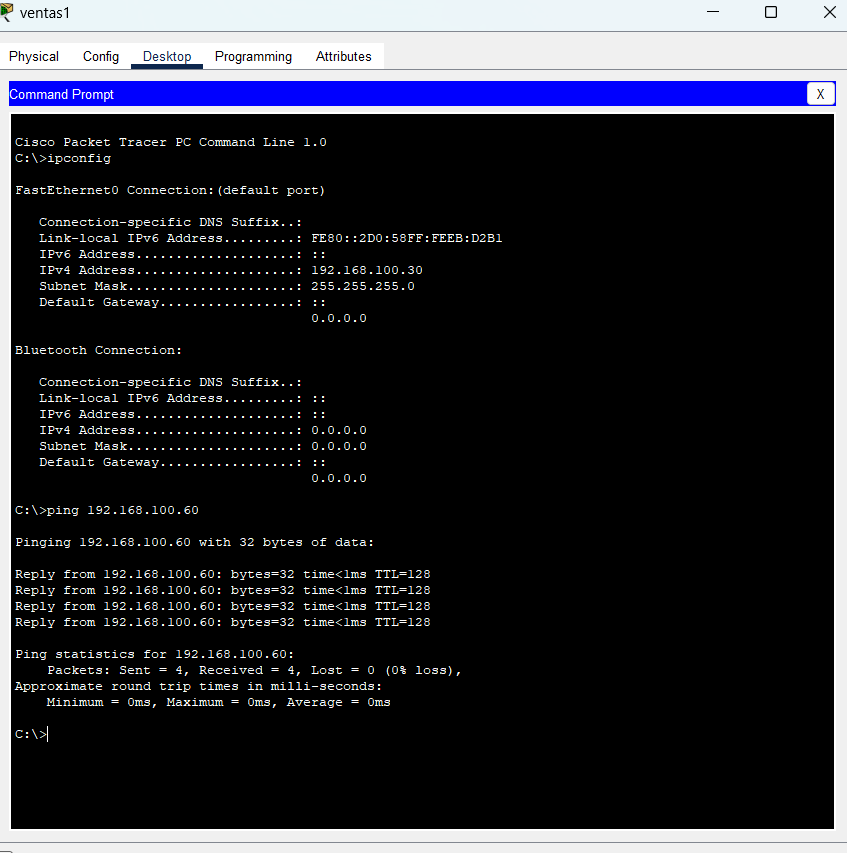 ventas1
Physical Config Desktop Programming Attributes
Command Prompt
X
Cisco Packet Tracer PC Command Line 1.0
C:\>ipconfig
FastEthernet0 Connection:(default port)
Connection-specific DNS Suffix..:
Link-local IPv6 Address.........: FE80::2D0:58FF:FEEB:D2B1
IPv6 Address....................: ::
IPv4 Address....................: 192.168.100.30
Subnet Mask.....................: 255.255.255.0
Default Gateway.................: ::
0.0.0.0
Bluetooth Connection:
Connection-specific DNS Suffix..:
Link-local IPv6 Address.........: ::
IPv6 Address....................: ::
IPv4 Address....................: 0.0.0.0
Subnet Mask.....................: 0.0.0.0
Default Gateway.................: ::
0.0.0.0
C:\>ping 192.168.100.60
Pinging 192.168.100.60 with 32 bytes of data:
Reply from 192.168.100.60: bytes=32 time<1ms TTL=128
Reply from 192.168.100.60: bytes=32 time<1ms TTL=128
Reply from 192.168.100.60: bytes=32 time<1ms TTL=128
Reply from 192.168.100.60: bytes=32 time<1ms TTL=128
Ping statistics for 192.168.100.60:
Packets: Sent = 4, Received = 4, Lost = 0 (0% loss),
Approximate round trip times in milli-seconds:
Minimum = 0ms, Maximum = 0ms, Average = 0ms
C:\>